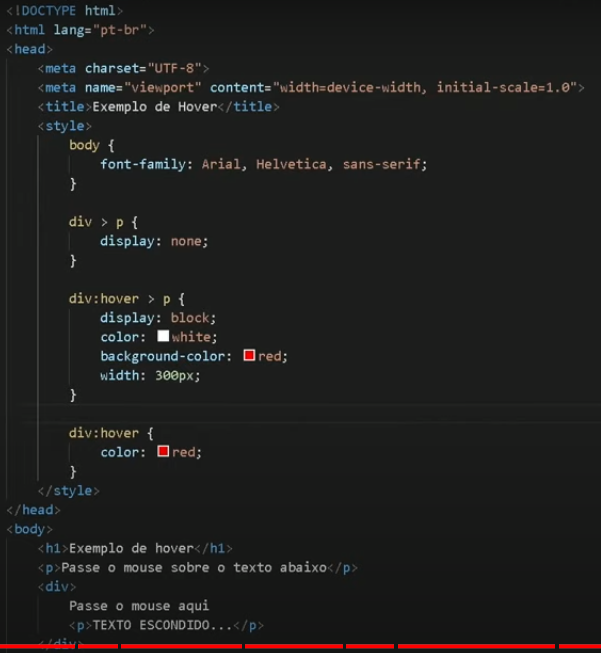 <!DOCTYPE html>
<html lang="pt-br">
<head>
    <meta charset="UTF-8">
    <meta name="viewport" content="width=device-width, initial-scale=1.0">
    <title>Exemplo de Hover</title>
    <style>
        body {
            font-family: Arial, Helvetica, sans-serif;
        }

        div > p {
            display: none;
        }

        div:hover > p {
            display: block;
            color: white;
            background-color: red;
            width: 300px;
        }

        div:hover {
            color: red;
        }
    </style>
</head>
<body>
    <h1>Exemplo de hover</h1>
    <p>Passe o mouse sobre o texto abaixo</p>
    <div>
        Passe o mouse aqui
        <p>TEXTO ESCONDIDO...</p>
    </div>